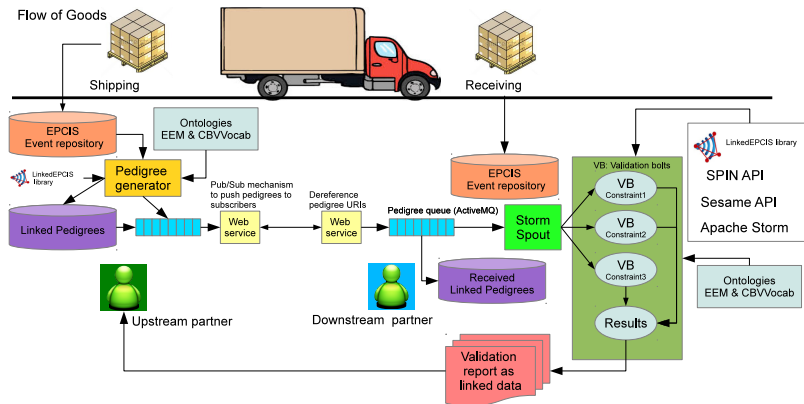 Flow of Goods
Shipping
Receiving
EPCIS
Event repository
Ontologies
EEM & CBVVocab
LinkedEPCIS
library
Pedigree
generator
Linked Pedigrees
Pub/Sub mechanism
to push pedigrees to
subscribers
Web
service
Dereference
pedigree URIs
Web
service
Pedigree queue (ActiveMQ)
EPCIS
Event repository
Storm
Spout
Received
Linked Pedigrees
VB: Validation bolts
VB
Constraint1
VB
Constraint2
VB
Constraint3
Results
LinkedEPCIS library
SPIN API
Sesame API
Apache Storm
Ontologies
EEM & CBVVocab
Upstream partner
Downstream partner
Validation
report as
linked data